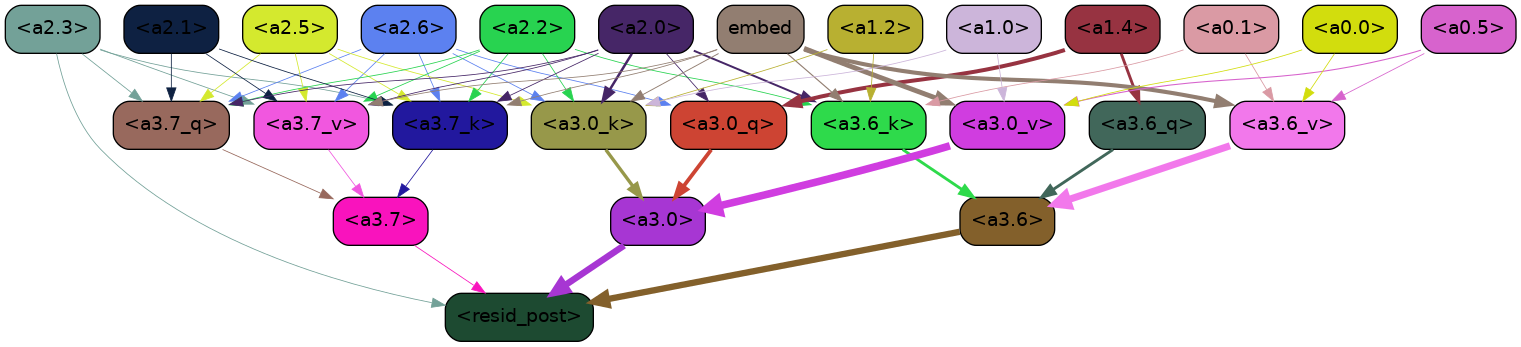 <a2.3> <a2.1> <a2.5> <a2.6> <a2.2> <a2.0> embed <a1.2> <a1.0> <a1.4> <a0.1> <a0.0> <a0.5>
<a3.7_q> <a3.7_v> <a3.7_k> <a3.0_k> <a3.0_q> <a3.6_k> <a3.0_v> <a3.6_q> <a3.6_v>
<a3.7> <a3.0> <a3.6>
<resid_post>